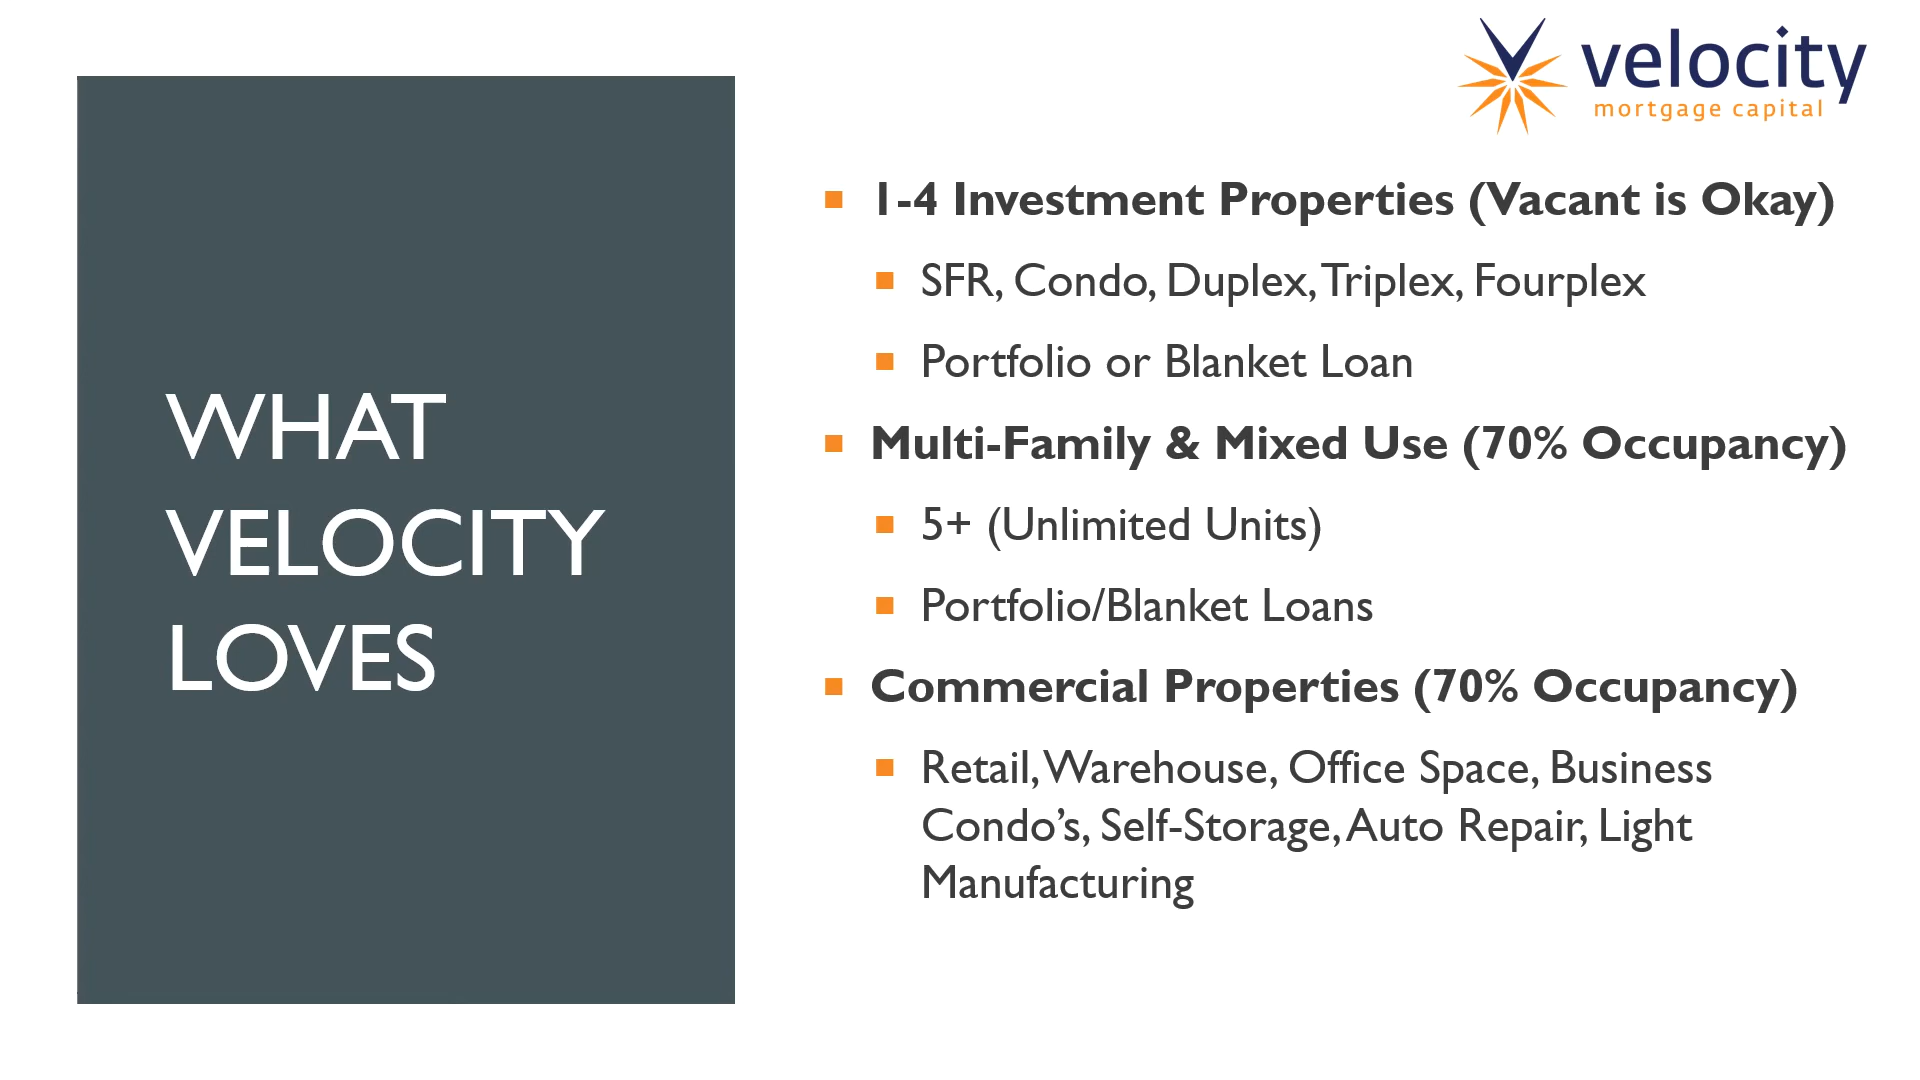 velocity
mortgage capital
WHAT
VELOCITY
LOVES
1-4 Investment Properties (Vacant is Okay)
SFR, Condo, Duplex, Triplex, Fourplex
Portfolio or Blanket Loan
Multi-Family & Mixed Use (70% Occupancy)
5+ (Unlimited Units)
Portfolio/Blanket Loans
Commercial Properties (70% Occupancy)
Retail, Warehouse, Office Space, Business
Condo’s, Self-Storage, Auto Repair, Light
Manufacturing